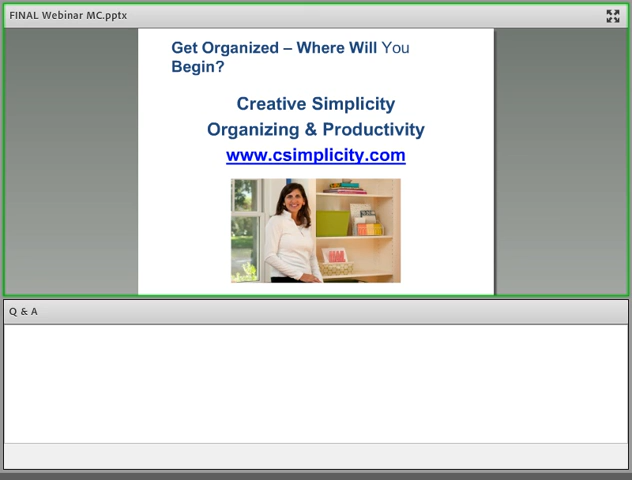 FINAL Webinar MC.pptx
Get Organized – Where Will You
Begin?
Creative Simplicity
Organizing & Productivity
www.csimplicity.com
Q & A